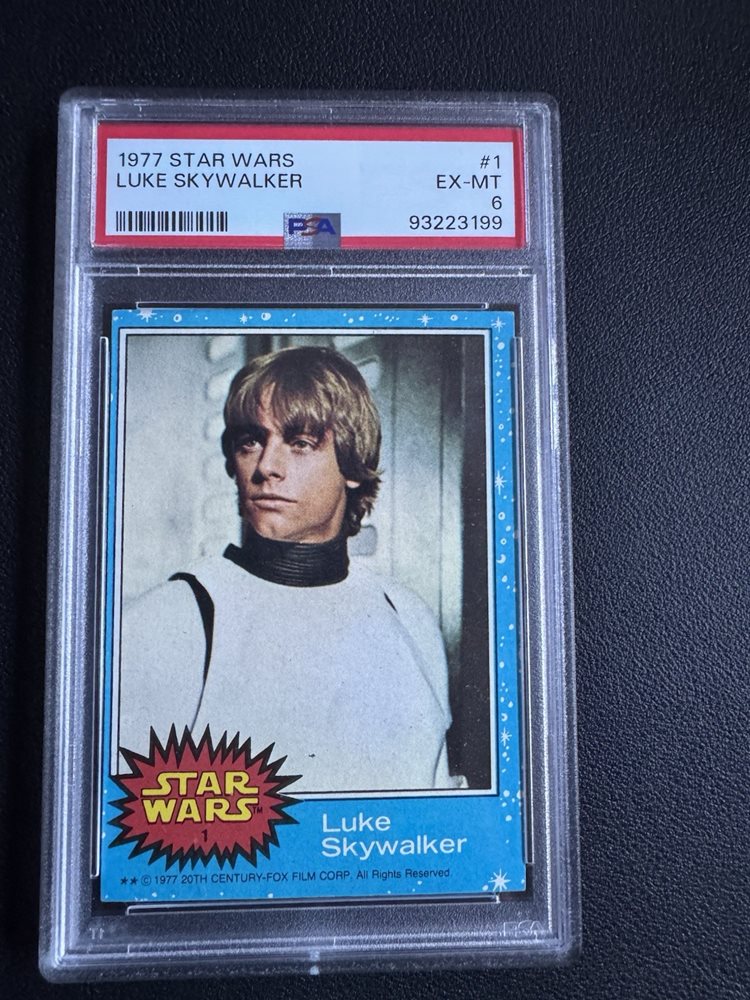 1977 STAR WARS #1
LUKE SKYWALKER EX-MT
6
PSA 93223199
STAR
WARS™
1
Luke
Skywalker
★★ © 1977 20TH CENTURY-FOX FILM CORP. All Rights Reserved.